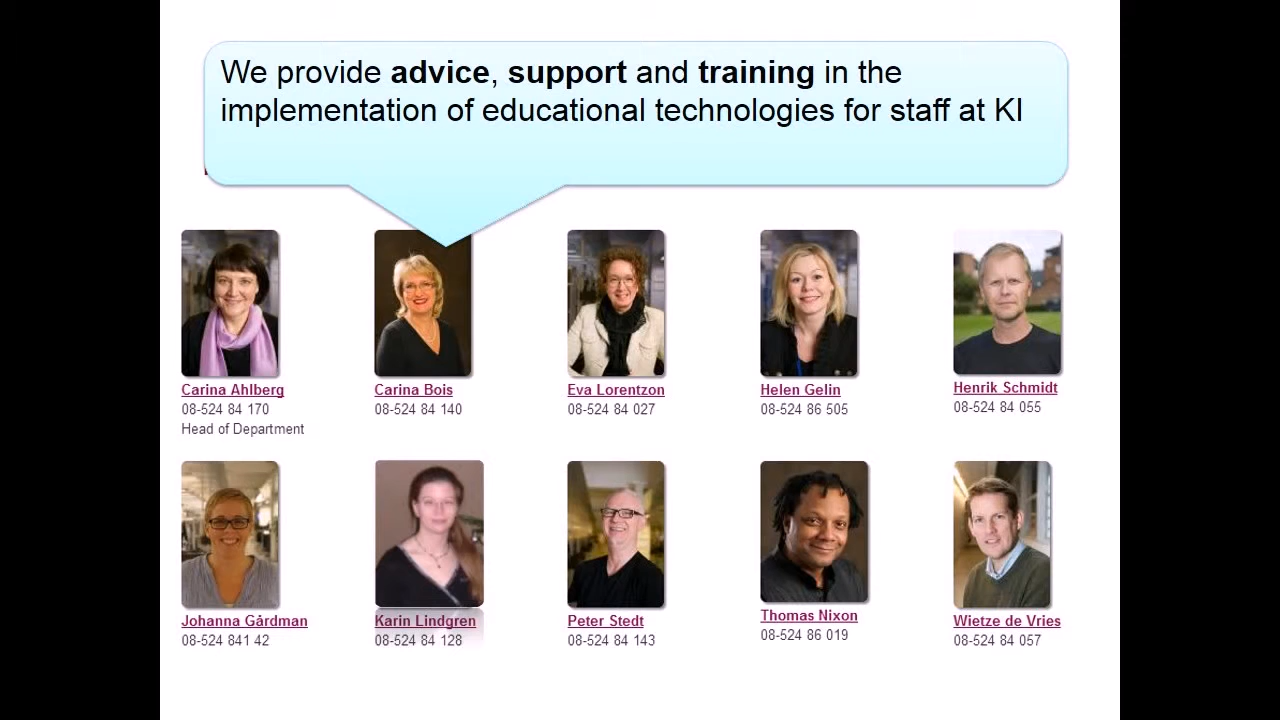 We provide advice, support and training in the
implementation of educational technologies for staff at KI
Carina Ahlberg
08-524 84 170
Head of Department
Carina Bois
08-524 84 140
Eva Lorentzon
08-524 84 027
Helen Gelin
08-524 86 505
Henrik Schmidt
08-524 84 055
Johanna Gårdman
08-524 841 42
Karin Lindgren
08-524 84 128
Peter Stedt
08-524 84 143
Thomas Nixon
08-524 86 019
Wietze de Vries
08-524 84 057